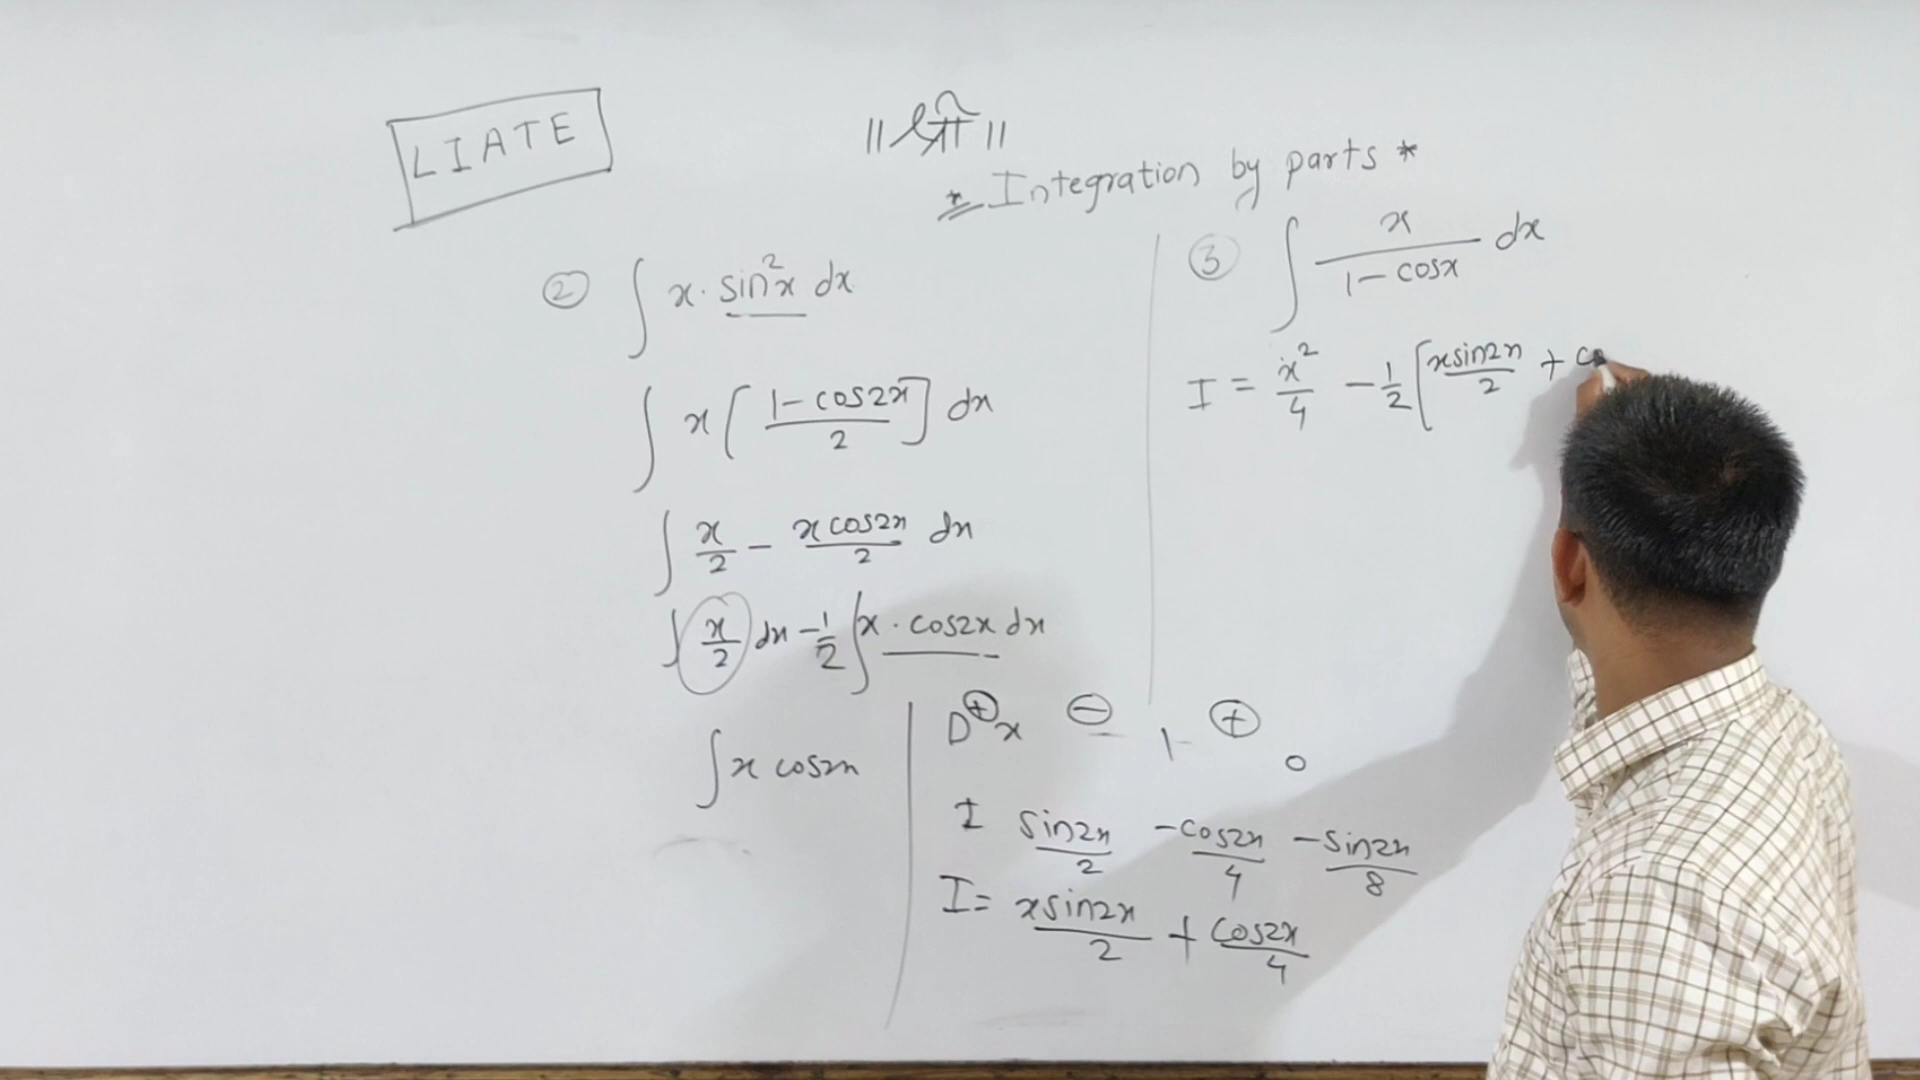 LIATE
॥ श्री ॥
* Integration by parts *
② ∫ x · sin²x dx
∫ x [ (1 - cos2x)/2 ] dx
∫ x/2 - (x cos2x)/2 dx
∫ x/2 dx - 1/2 ∫ x · cos2x dx
∫ x cos2x
D ⊕ x ⊖ 1 ⊕ 0
I sin2x/2 -cos2x/4 -sin2x/8
I = (x sin2x)/2 + cos2x/4
③ ∫ x/(1 - cosx) dx
I = x²/4 - 1/2 [ (x sin2x)/2 + co